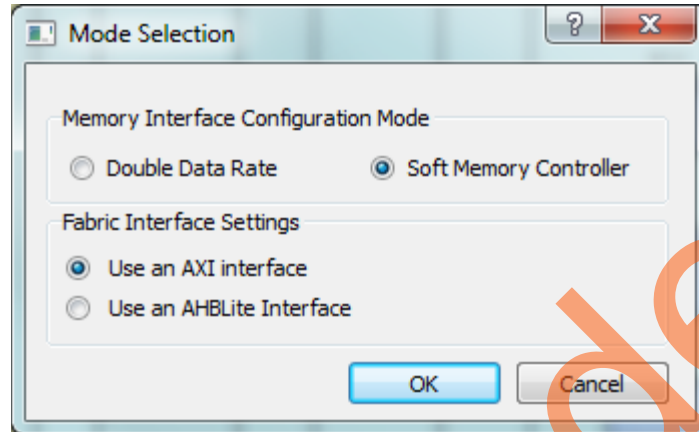 Mode Selection
?
X
Memory Interface Configuration Mode
Double Data Rate
Soft Memory Controller
Fabric Interface Settings
Use an AXI interface
Use an AHBLite Interface
OK
Cancel